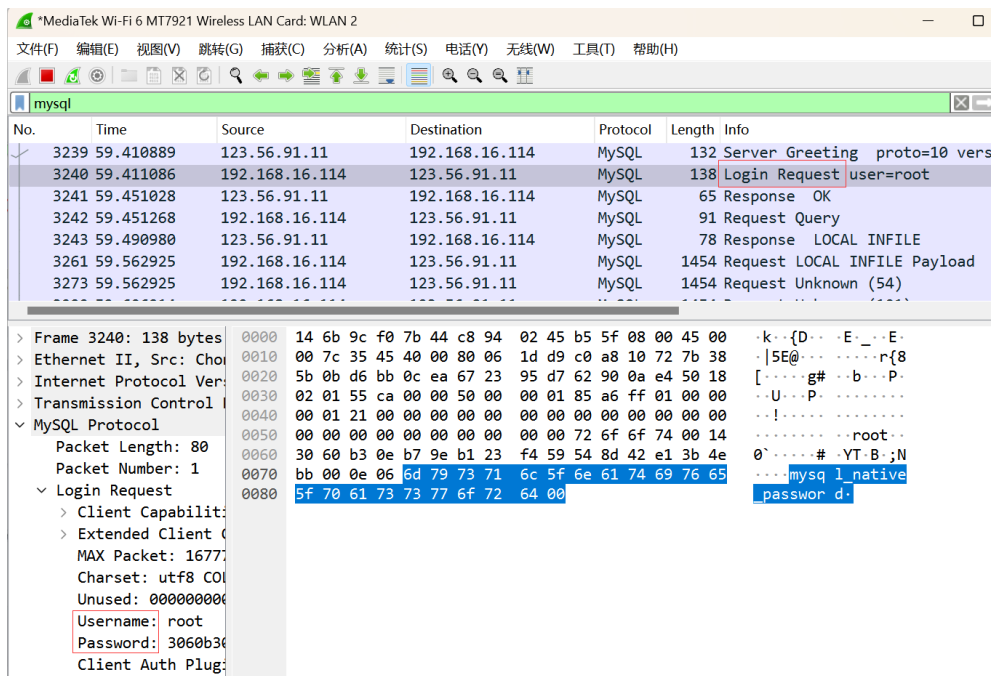 *MediaTek Wi-Fi 6 MT7921 Wireless LAN Card: WLAN 2
文件(F) 编辑(E) 视图(V) 跳转(G) 捕获(C) 分析(A) 统计(S) 电话(Y) 无线(W) 工具(T) 帮助(H)
mysql
No. Time Source Destination Protocol Length Info
3239 59.410889 123.56.91.11 192.168.16.114 MySQL 132 Server Greeting proto=10 vers
3240 59.411086 192.168.16.114 123.56.91.11 MySQL 138 Login Request user=root
3241 59.451028 123.56.91.11 192.168.16.114 MySQL 65 Response OK
3242 59.451268 192.168.16.114 123.56.91.11 MySQL 91 Request Query
3243 59.490980 123.56.91.11 192.168.16.114 MySQL 78 Response LOCAL INFILE
3261 59.562925 192.168.16.114 123.56.91.11 MySQL 1454 Request LOCAL INFILE Payload
3273 59.562925 192.168.16.114 123.56.91.11 MySQL 1454 Request Unknown (54)
Frame 3240: 138 bytes
Ethernet II, Src: Cho
Internet Protocol Ver
Transmission Control
MySQL Protocol
Packet Length: 80
Packet Number: 1
Login Request
Client Capabiliti
Extended Client
MAX Packet: 16777
Charset: utf8 COL
Unused: 000000000
Username: root
Password: 3060b30
Client Auth Plug
0000 14 6b 9c f0 7b 44 c8 94 02 45 b5 5f 08 00 45 00 ·k··{D·· ·E·_··E·
0010 00 7c 35 45 40 00 80 06 1d d9 c0 a8 10 72 7b 38 ·|5E@··· ·····r{8
0020 5b 0b d6 bb 0c ea 67 23 95 d7 62 90 0a e4 50 18 [·····g# ··b···P·
0030 02 01 55 ca 00 00 50 00 00 01 85 a6 ff 01 00 00 ··U···P· ········
0040 00 01 21 00 00 00 00 00 00 00 00 00 00 00 00 00 ··!····· ········
0050 00 00 00 00 00 00 00 00 00 00 72 6f 6f 74 00 14 ········ ··root··
0060 30 60 b3 0e b7 9e b1 23 f4 59 54 8d 42 e1 3b 4e 0`·····# ·YT·B·;N
0070 bb 00 0e 06 6d 79 73 71 6c 5f 6e 61 74 69 76 65 ····mysq l_native
0080 5f 70 61 73 73 77 6f 72 64 00 _passwor d·